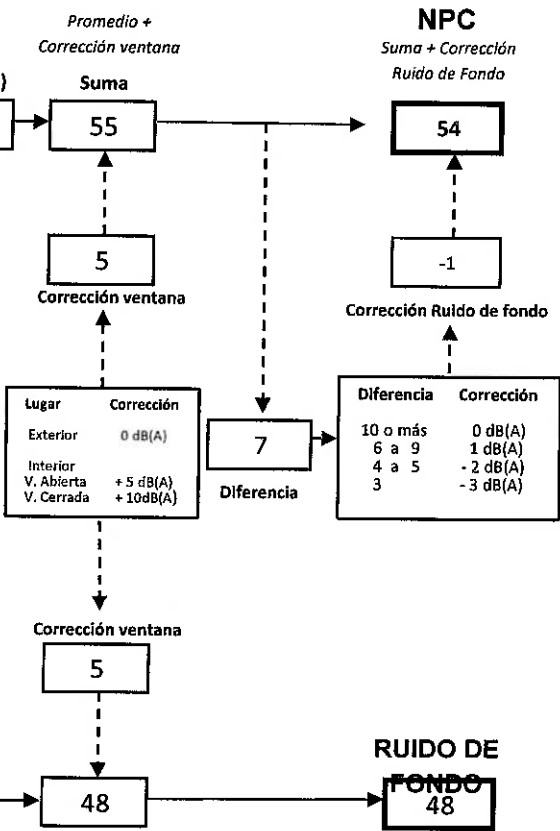 Promedio +
Corrección ventana
Suma
)
55
NPC
Suma + Corrección
Ruido de Fondo
54
5
Corrección ventana
-1
Corrección Ruido de fondo
Lugar Corrección
Exterior 0 dB(A)
Interior
V. Abierta + 5 dB(A)
V. Cerrada + 10dB(A)
7
Diferencia
Diferencia Corrección
10 o más 0 dB(A)
6 a 9 1 dB(A)
4 a 5 - 2 dB(A)
3 - 3 dB(A)
Corrección ventana
5
48
RUIDO DE
FONDO
48